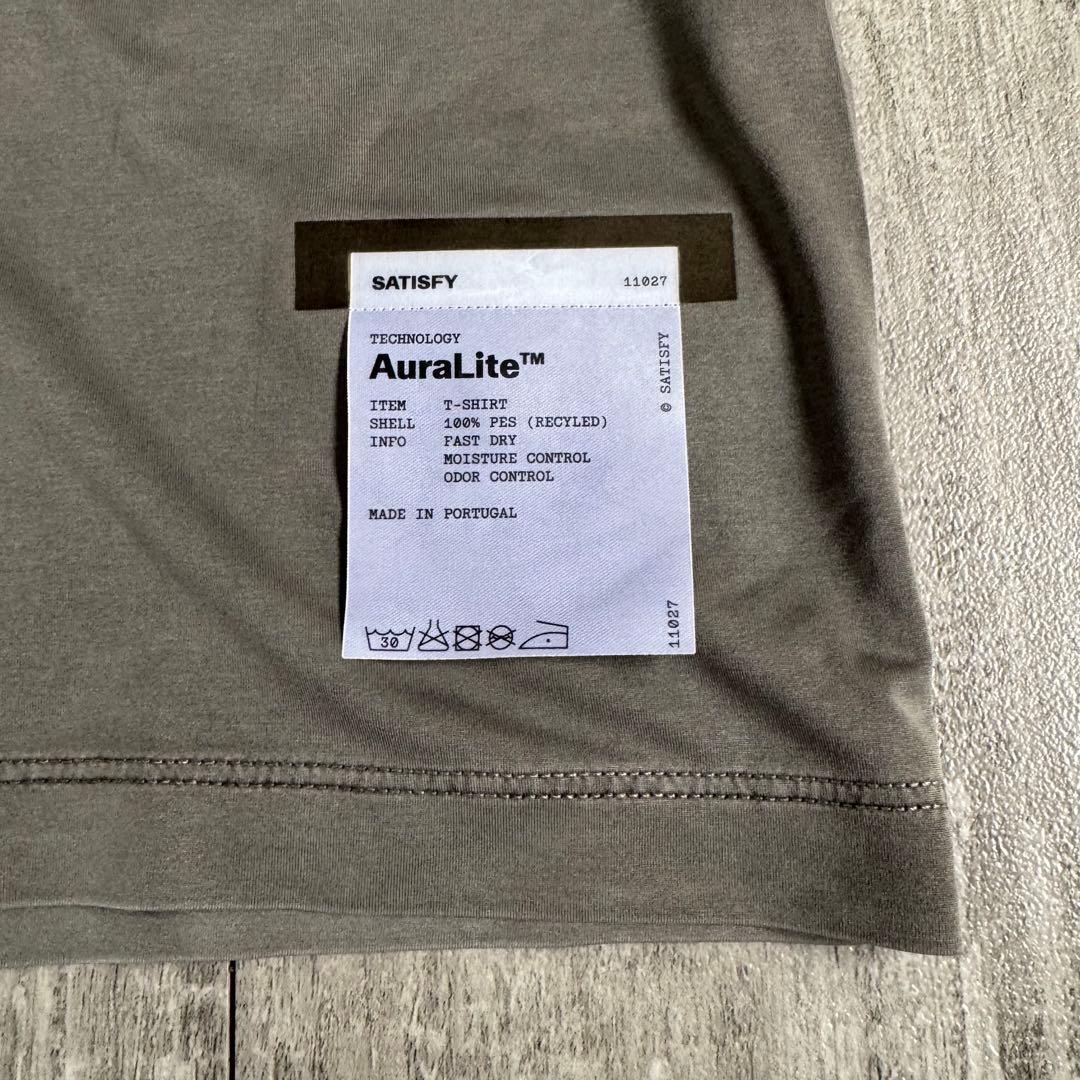 SATISFY 11027
TECHNOLOGY
AuraLite™
ITEM T-SHIRT
SHELL 100% PES (RECYLED)
INFO FAST DRY
MOISTURE CONTROL
ODOR CONTROL
MADE IN PORTUGAL
30
© SATISFY
11027